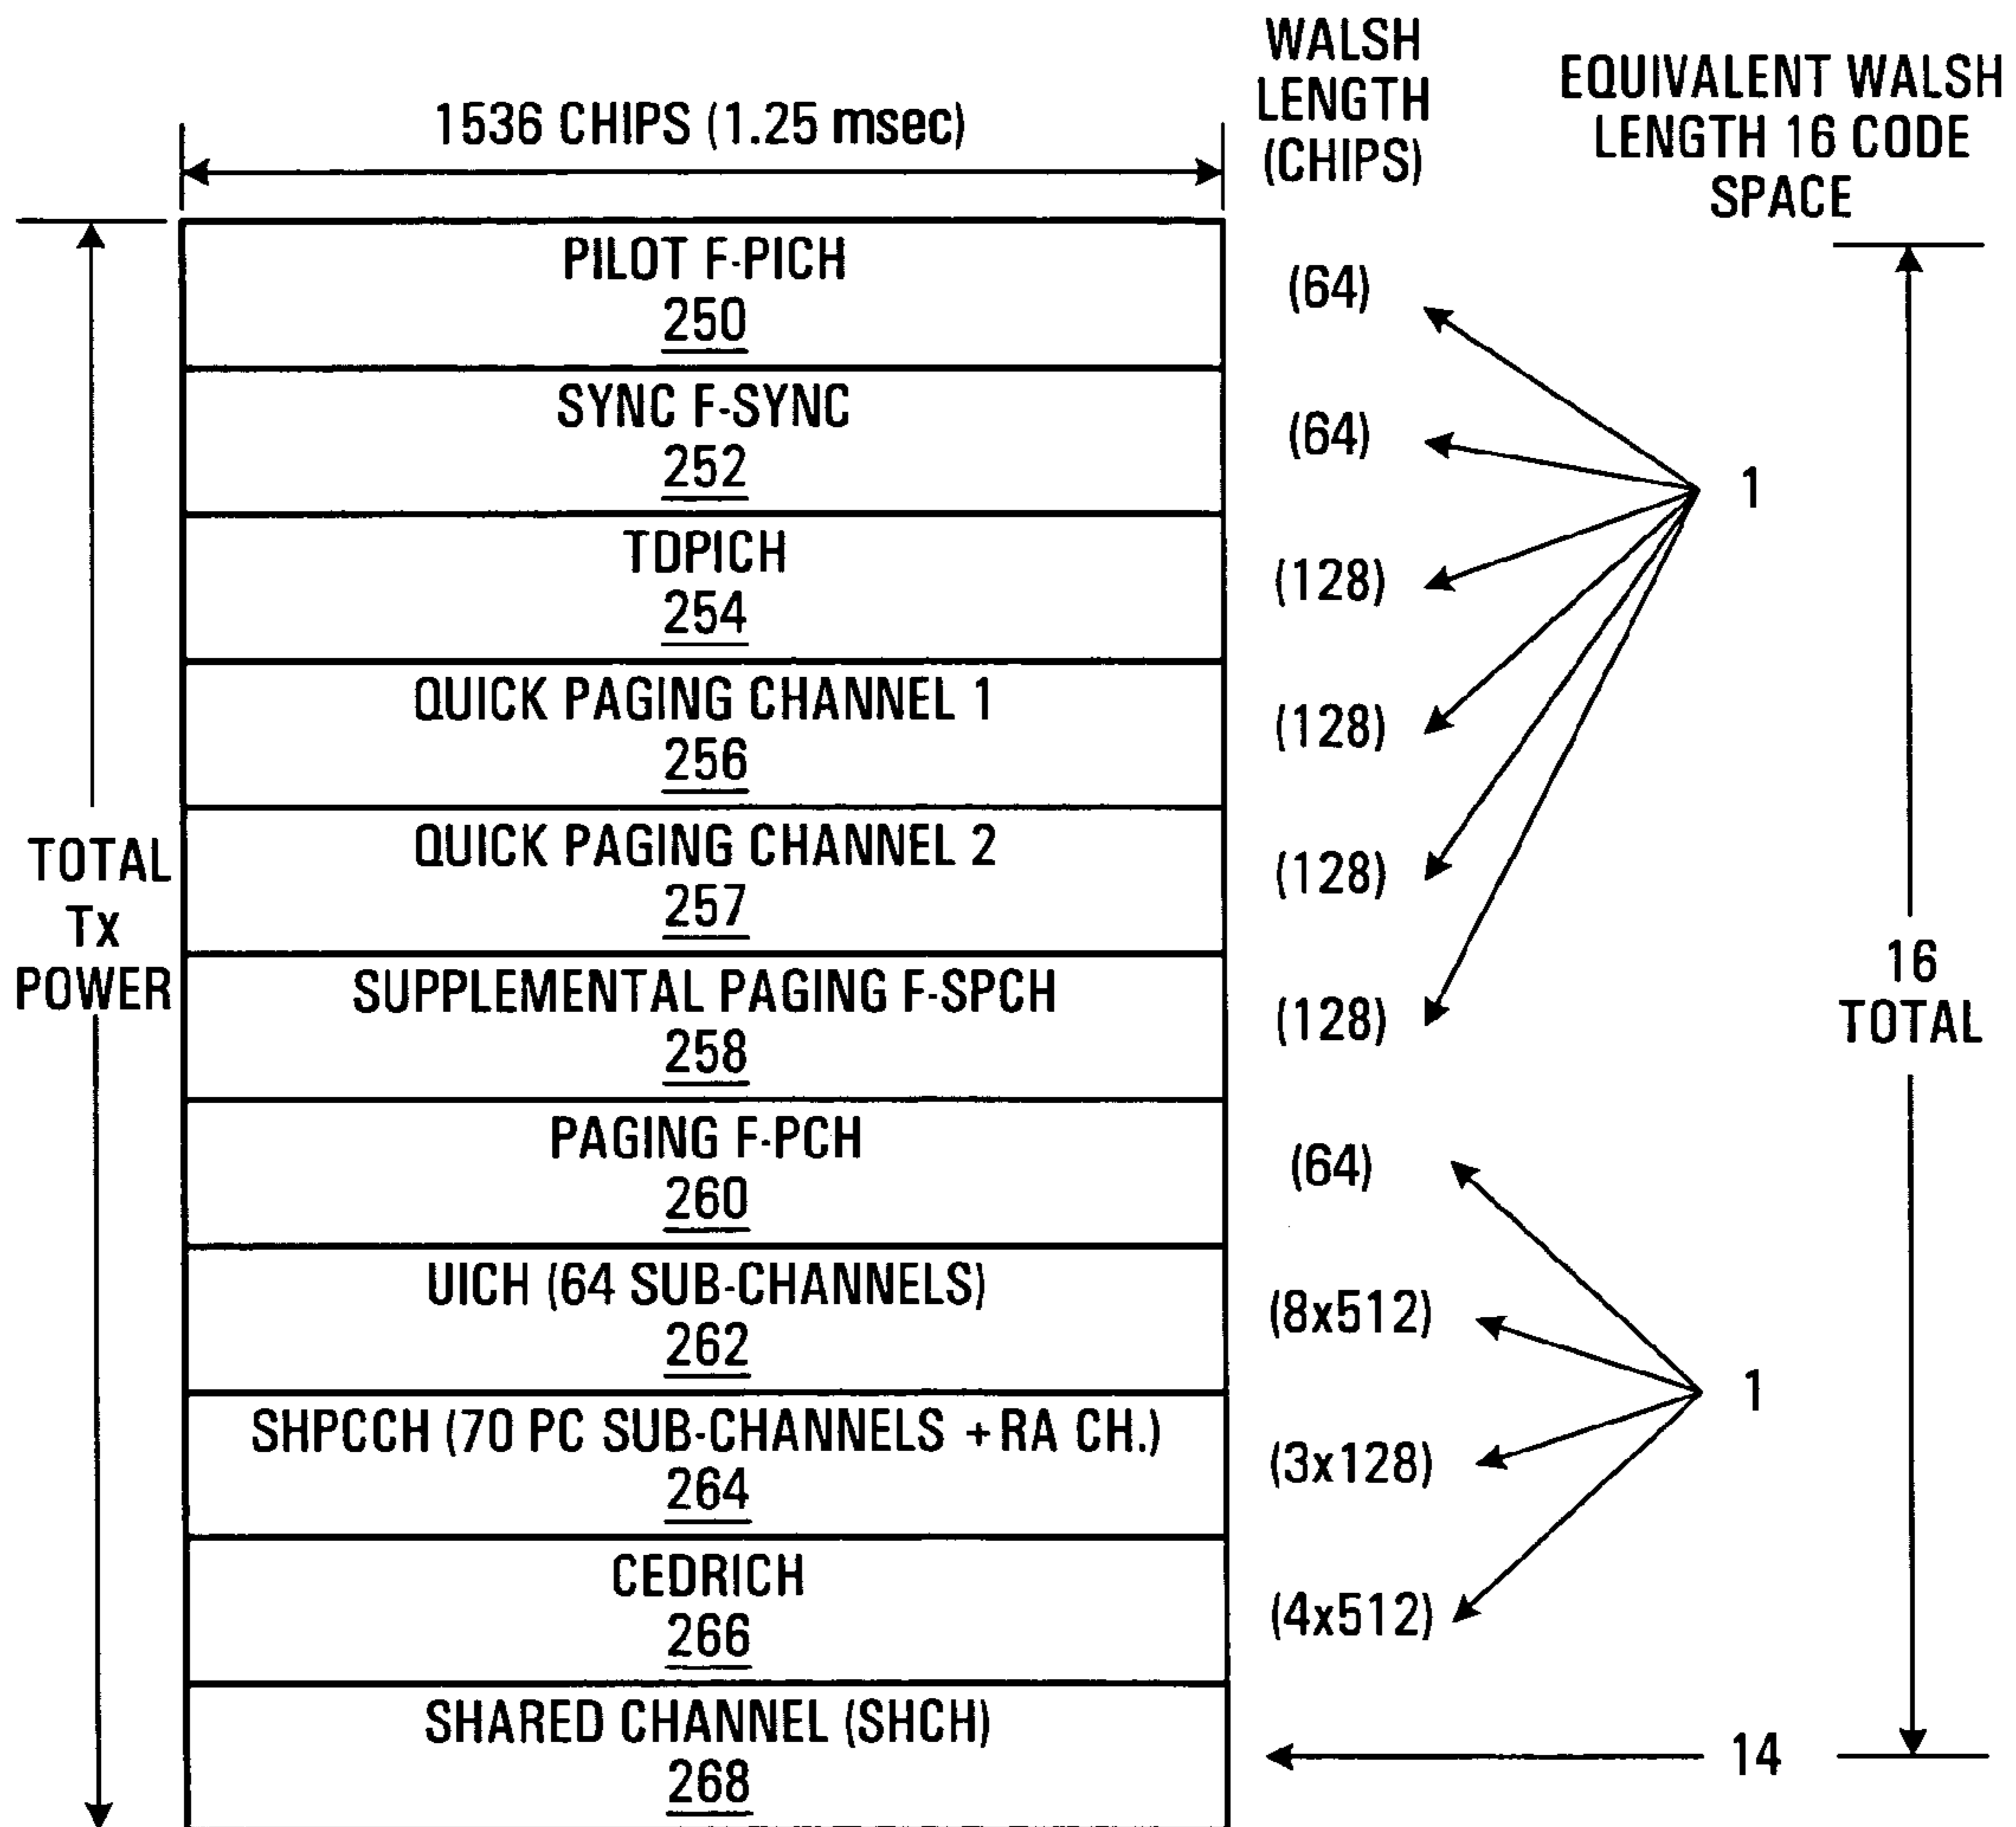 WALSH
LENGTH
(CHIPS)
EQUIVALENT WALSH
LENGTH 16 CODE
SPACE
1536 CHIPS (1.25 msec)
PILOT F-PICH
250
(64)
SYNC F-SYNC
252
(64)
1
TDPICH
254
(128)
QUICK PAGING CHANNEL 1
256
(128)
QUICK PAGING CHANNEL 2
257
(128)
TOTAL
Tx
POWER
SUPPLEMENTAL PAGING F-SPCH
258
(128)
16
TOTAL
PAGING F-PCH
260
(64)
UICH (64 SUB-CHANNELS)
262
(8x512)
1
SHPCCH (70 PC SUB-CHANNELS +RA CH.)
264
(3x128)
CEDRICH
266
(4x512)
SHARED CHANNEL (SHCH)
268
14